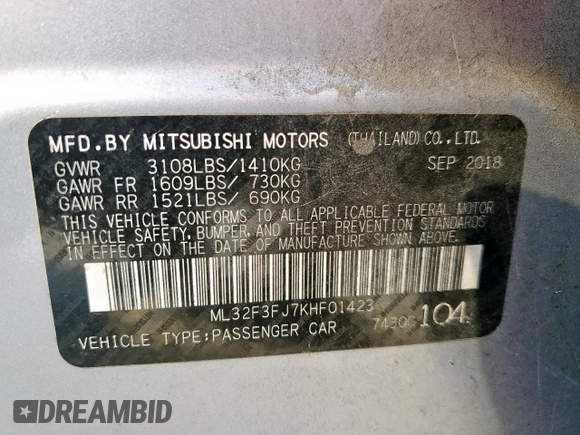 MFD. BY MITSUBISHI MOTORS (THAILAND) CO., LTD.
GVWR 3108LBS/1410KG SEP 2018
GAWR FR 1609LBS/ 730KG
GAWR RR 1521LBS/ 690KG
THIS VEHICLE CONFORMS TO ALL APPLICABLE FEDERAL MOTOR
VEHICLE SAFETY, BUMPER, AND THEFT PREVENTION STANDARDS
IN EFFECT ON THE DATE OF MANUFACTURE SHOWN ABOVE.
ML32F3FJ7KHF01423
VEHICLE TYPE:PASSENGER CAR 7430C 104
DREAMBID